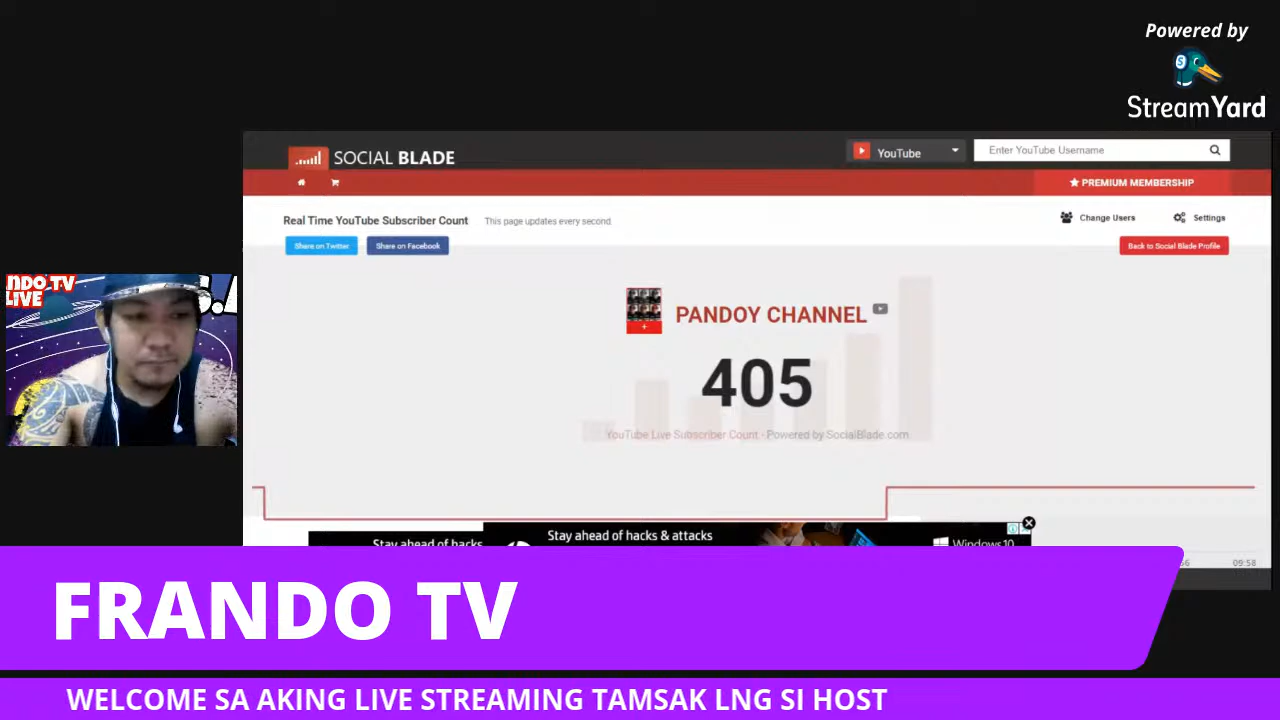 Powered by
StreamYard
SOCIAL BLADE
YouTube
Enter YouTube Username
PREMIUM MEMBERSHIP
Real Time YouTube Subscriber Count
This page updates every second
Change Users
Settings
Share on Twitter
Share on Facebook
Back to Social Blade Profile
NDO TV
LIVE
PANDOY CHANNEL
405
YouTube Live Subscriber Count - Powered by SocialBlade.com
Stay ahead of hacks
Stay ahead of hacks & attacks
Windows 10
09:58
FRANDO TV
WELCOME SA AKING LIVE STREAMING TAMSAK LNG SI HOST